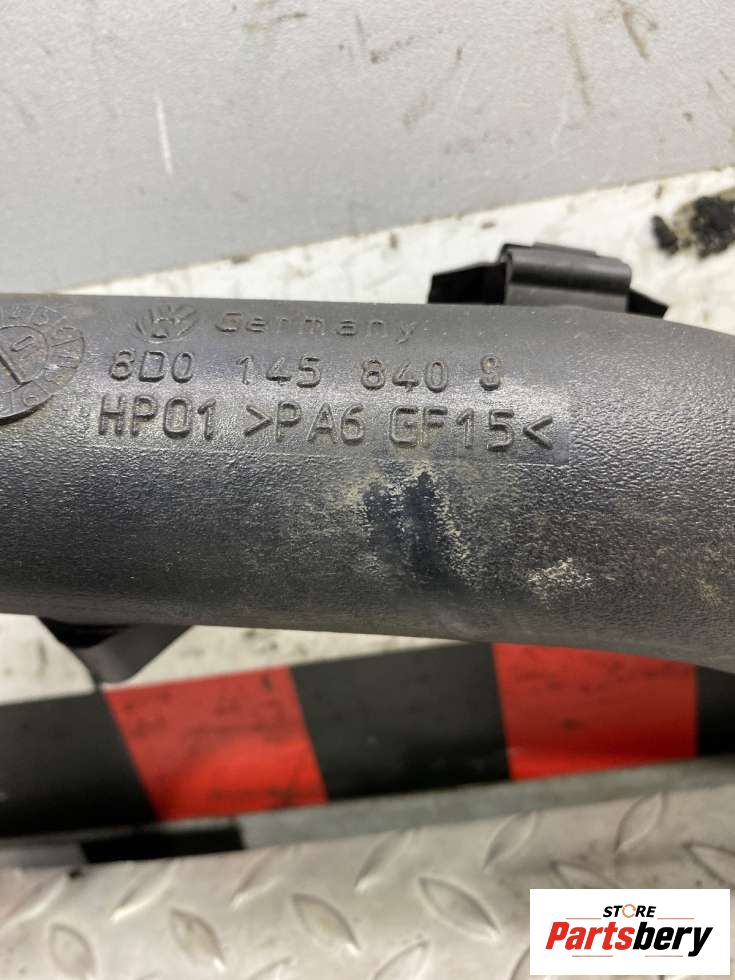 Germany
8D0 145 840 S
HP01 >PA6 GF15<
STORE
Partsbery